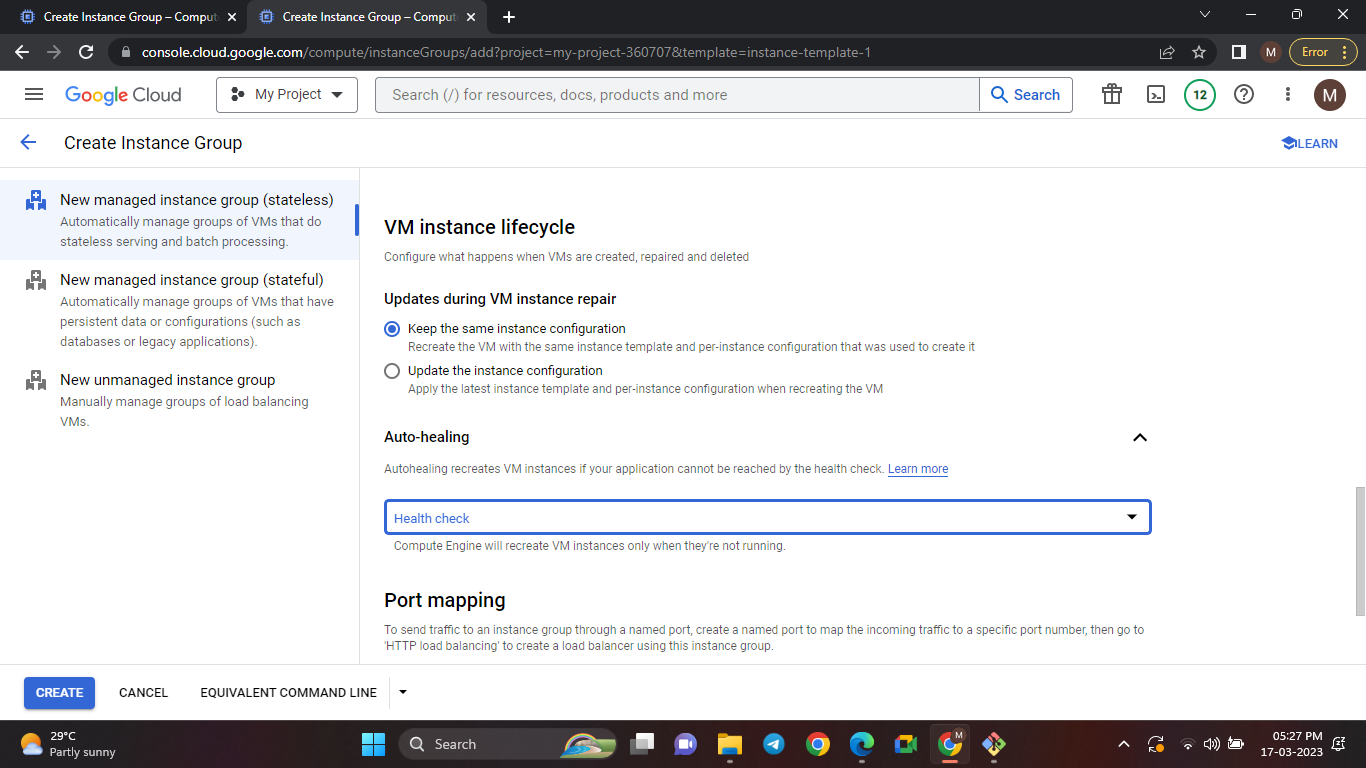 Create Instance Group – Comput
Create Instance Group – Comput
console.cloud.google.com/compute/instanceGroups/add?project=my-project-360707&template=instance-template-1
M
Error
Google Cloud
My Project
Search (/) for resources, docs, products and more
Search
12
M
Create Instance Group
LEARN
New managed instance group (stateless)
Automatically manage groups of VMs that do
stateless serving and batch processing.
New managed instance group (stateful)
Automatically manage groups of VMs that have
persistent data or configurations (such as
databases or legacy applications).
New unmanaged instance group
Manually manage groups of load balancing
VMs.
VM instance lifecycle
Configure what happens when VMs are created, repaired and deleted
Updates during VM instance repair
Keep the same instance configuration
Recreate the VM with the same instance template and per-instance configuration that was used to create it
Update the instance configuration
Apply the latest instance template and per-instance configuration when recreating the VM
Auto-healing
Autohealing recreates VM instances if your application cannot be reached by the health check. Learn more
Health check
Compute Engine will recreate VM instances only when they're not running.
Port mapping
To send traffic to an instance group through a named port, create a named port to map the incoming traffic to a specific port number, then go to
'HTTP load balancing' to create a load balancer using this instance group.
CREATE
CANCEL
EQUIVALENT COMMAND LINE
29°C
Partly sunny
Search
M
05:27 PM
17-03-2023